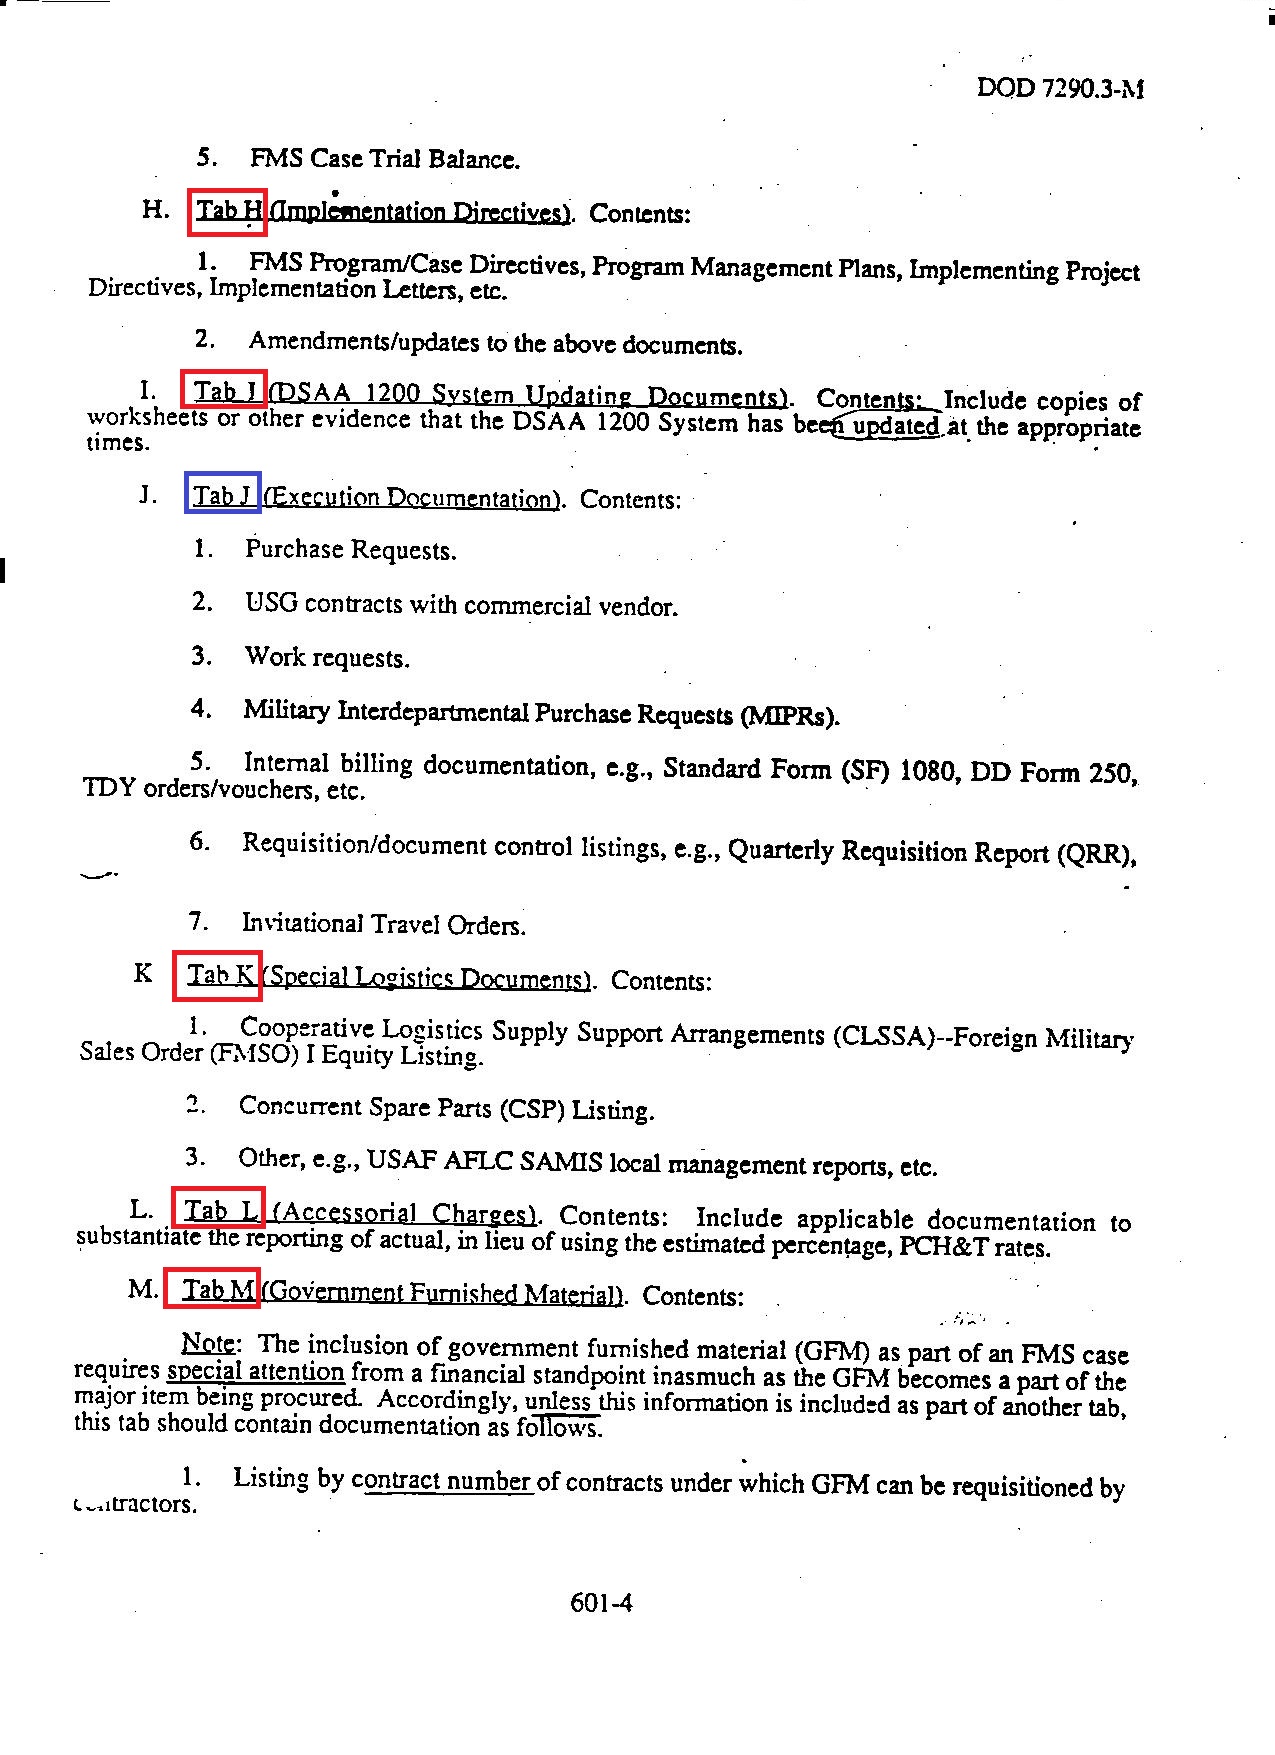 DOD 7290.3-M
5. FMS Case Trial Balance.
H. Tab H (Implementation Directives). Contents:
1. FMS Program/Case Directives, Program Management Plans, Implementing Project
Directives, Implementation Letters, etc.
2. Amendments/updates to the above documents.
I. Tab I (DSAA 1200 System Updating Documents). Contents: Include copies of
worksheets or other evidence that the DSAA 1200 System has been updated at the appropriate
times.
J. Tab J (Execution Documentation). Contents:
1. Purchase Requests.
2. USG contracts with commercial vendor.
3. Work requests.
4. Military Interdepartmental Purchase Requests (MIPRs).
5. Internal billing documentation, e.g., Standard Form (SF) 1080, DD Form 250,
TDY orders/vouchers, etc.
6. Requisition/document control listings, e.g., Quarterly Requisition Report (QRR),
7. Invitational Travel Orders.
K Tab K (Special Logistics Documents). Contents:
1. Cooperative Logistics Supply Support Arrangements (CLSSA)--Foreign Military
Sales Order (FMSO) I Equity Listing.
2. Concurrent Spare Parts (CSP) Listing.
3. Other, e.g., USAF AFLC SAMIS local management reports, etc.
L. Tab L (Accessorial Charges). Contents: Include applicable documentation to
substantiate the reporting of actual, in lieu of using the estimated percentage, PCH&T rates.
M. Tab M (Government Furnished Material). Contents:
Note: The inclusion of government furnished material (GFM) as part of an FMS case
requires special attention from a financial standpoint inasmuch as the GFM becomes a part of the
major item being procured. Accordingly, unless this information is included as part of another tab,
this tab should contain documentation as follows.
1. Listing by contract number of contracts under which GFM can be requisitioned by
contractors.
601-4